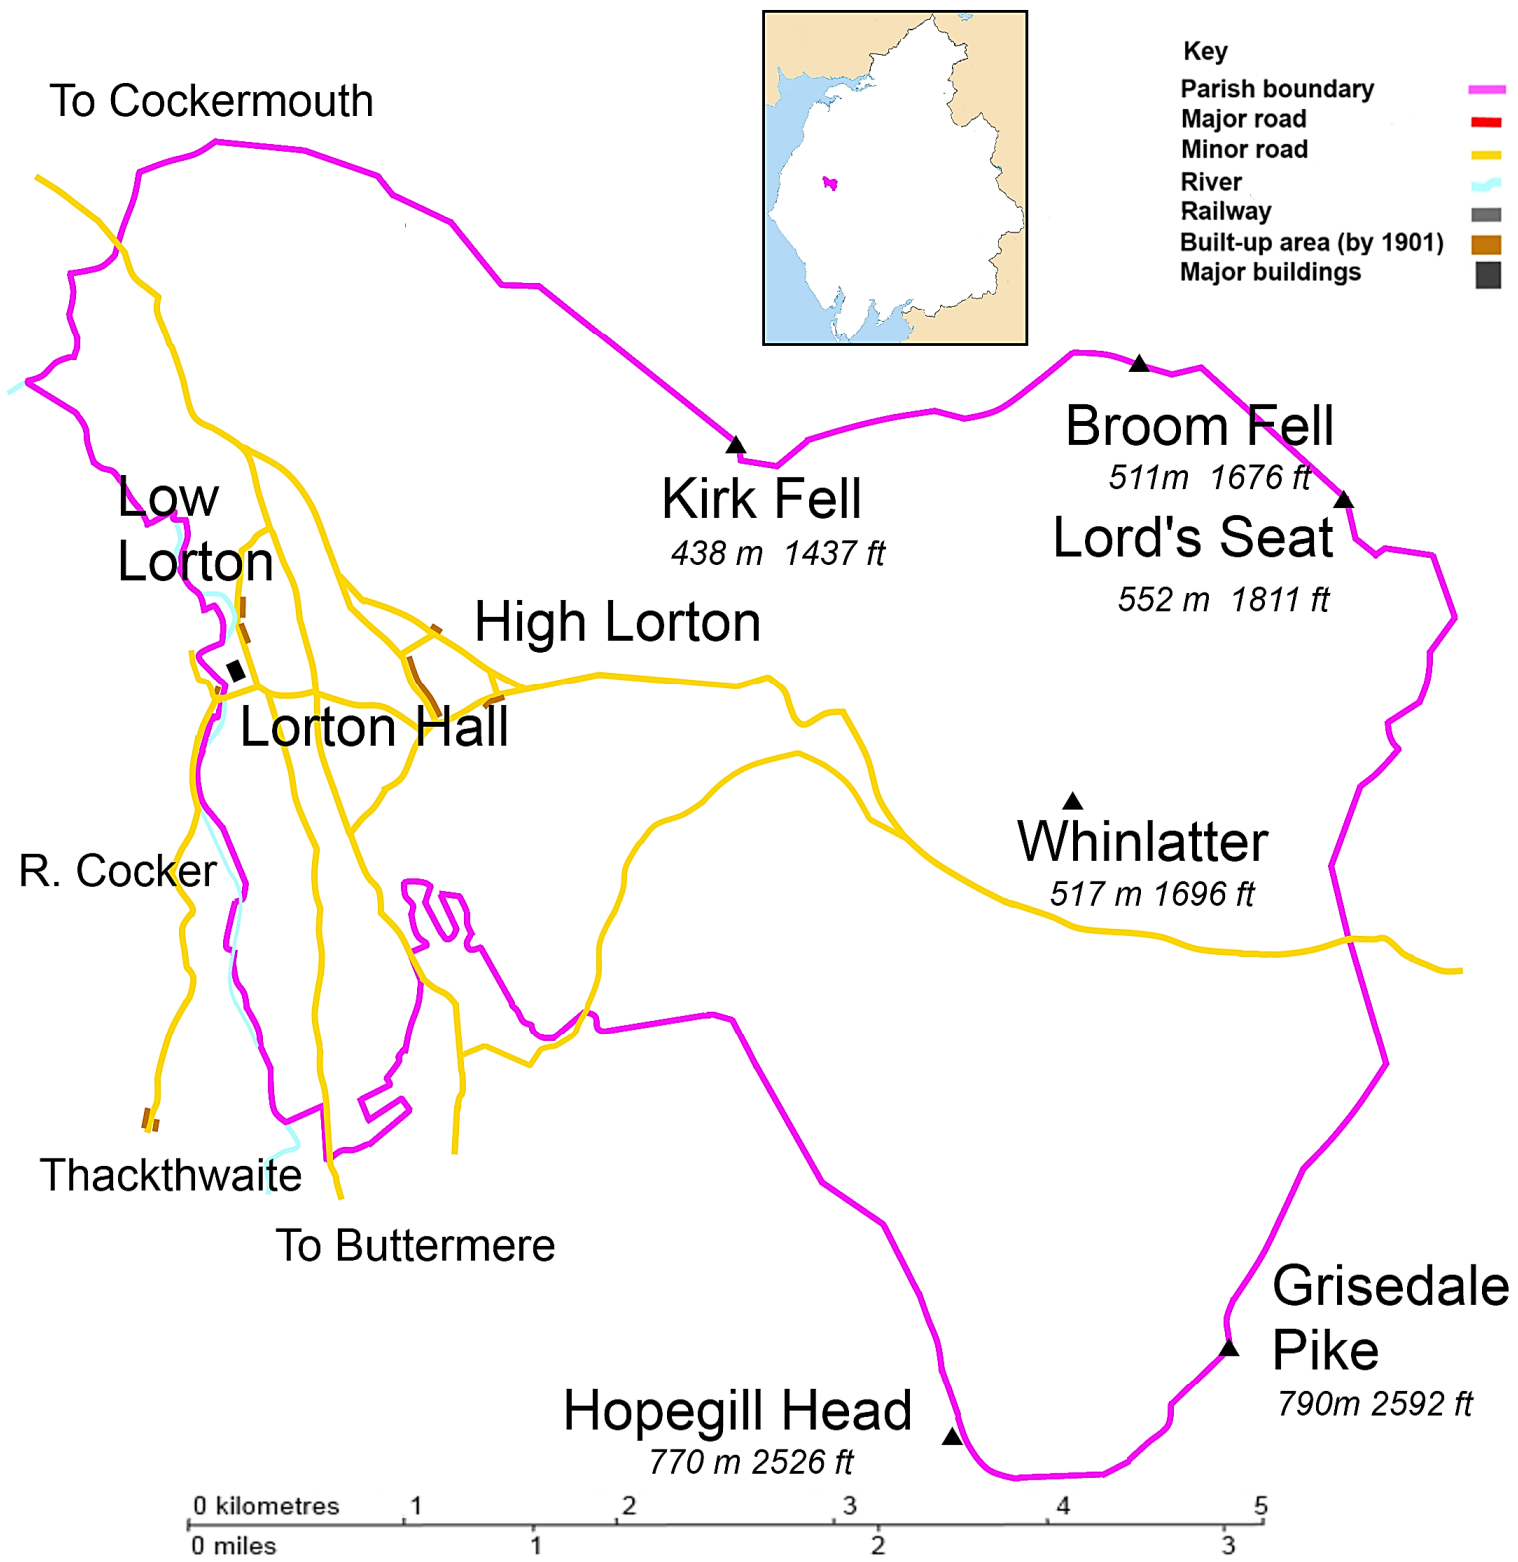 To Cockermouth
Key
Parish boundary
Major road
Minor road
River
Railway
Built-up area (by 1901)
Major buildings
Broom Fell
511m 1676 ft
Kirk Fell
438 m 1437 ft
Lord's Seat
552 m 1811 ft
Low
Lorton
High Lorton
Lorton Hall
Whinlatter
517 m 1696 ft
R. Cocker
Thackthwaite
To Buttermere
Grisedale
Pike
790m 2592 ft
Hopegill Head
770 m 2526 ft
0 kilometres 1 2 3 4 5
0 miles 1 2 3